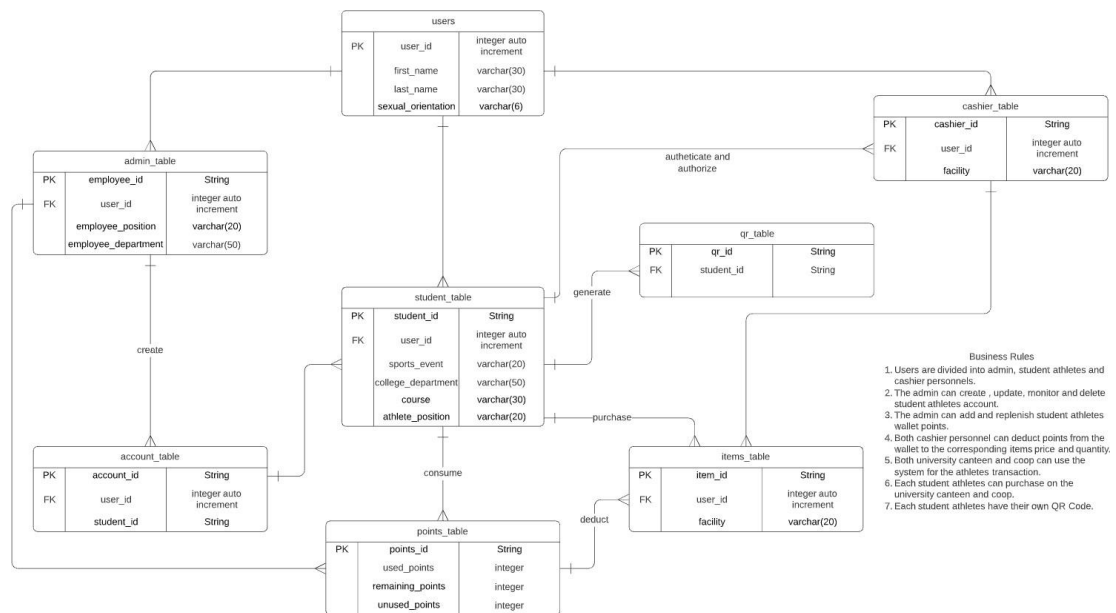 users
PK user_id integer auto
increment
first_name varchar(30)
last_name varchar(30)
sexual_orientation varchar(6)
cashier_table
PK cashier_id String
FK user_id integer auto
increment
facility varchar(20)
autheticate and
authorize
admin_table
PK employee_id String
FK user_id integer auto
increment
employee_position varchar(20)
employee_department varchar(50)
qr_table
PK qr_id String
FK student_id String
generate
student_table
PK student_id String
FK user_id integer auto
increment
sports_event varchar(20)
college_department varchar(50)
course varchar(30)
athlete_position varchar(20)
create
purchase
consume
deduct
account_table
PK account_id String
FK user_id integer auto
increment
student_id String
items_table
PK item_id String
FK user_id integer auto
increment
facility varchar(20)
points_table
PK points_id String
used_points integer
remaining_points integer
unused_points integer
Business Rules
1. Users are divided into admin, student athletes and
cashier personnels.
2. The admin can create , update, monitor and delete
student athletes account.
3. The admin can add and replenish student athletes
wallet points.
4. Both cashier personnel can deduct points from the
wallet to the corresponding items price and quantity.
5. Both university canteen and coop can use the
system for the athletes transaction.
6. Each student athletes can purchase on the
university canteen and coop.
7. Each student athletes have their own QR Code.